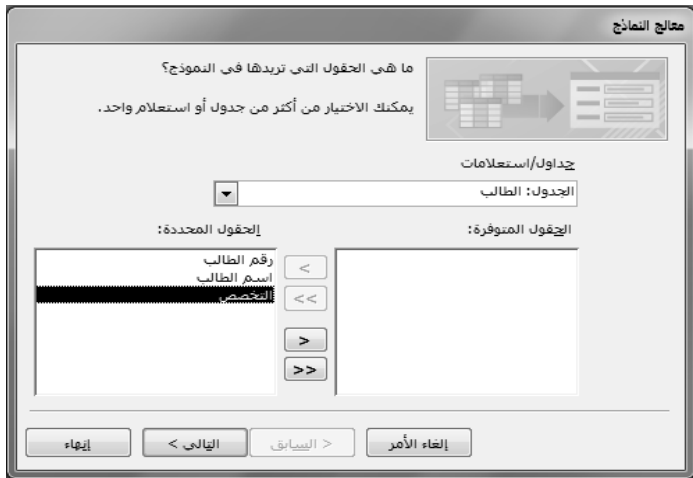 معالج النماذج
ما هي الحقول التي تريدها في النموذج؟
يمكنك الاختيار من أكثر من جدول أو استعلام واحد.
جداول/استعلامات
الجدول: الطالب
الحقول المتوفرة:
الحقول المحددة:
رقم الطالب
اسم الطالب
التخصص
>
>>
<
<<
إلغاء الأمر
< السابق
التالي >
إنهاء